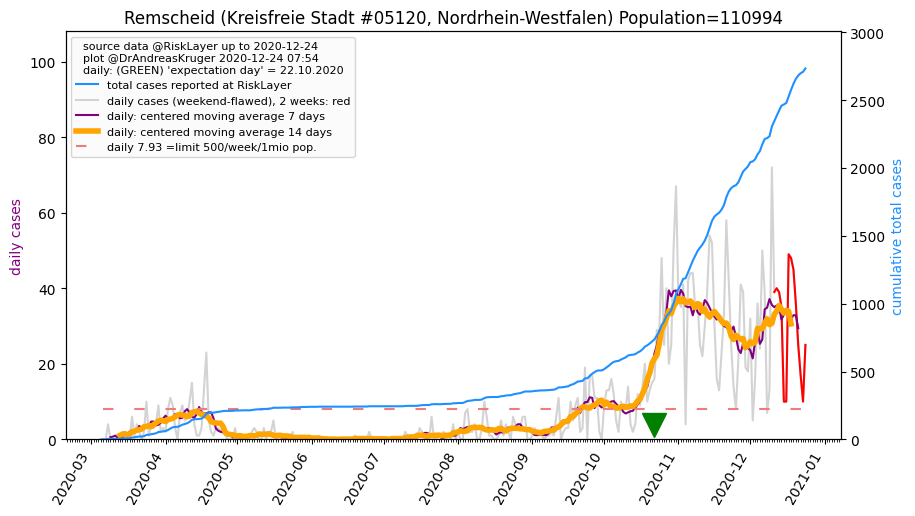 Remscheid (Kreisfreie Stadt #05120, Nordrhein-Westfalen) Population=110994
source data @RiskLayer up to 2020-12-24
plot @DrAndreasKruger 2020-12-24 07:54
daily: (GREEN) 'expectation day' = 22.10.2020
total cases reported at RiskLayer
daily cases (weekend-flawed), 2 weeks: red
daily: centered moving average 7 days
daily: centered moving average 14 days
daily 7.93 =limit 500/week/1mio pop.
daily cases
100
80
60
40
20
0
cumulative total cases
3000
2500
2000
1500
1000
500
0
2020-03
2020-04
2020-05
2020-06
2020-07
2020-08
2020-09
2020-10
2020-11
2020-12
2021-01